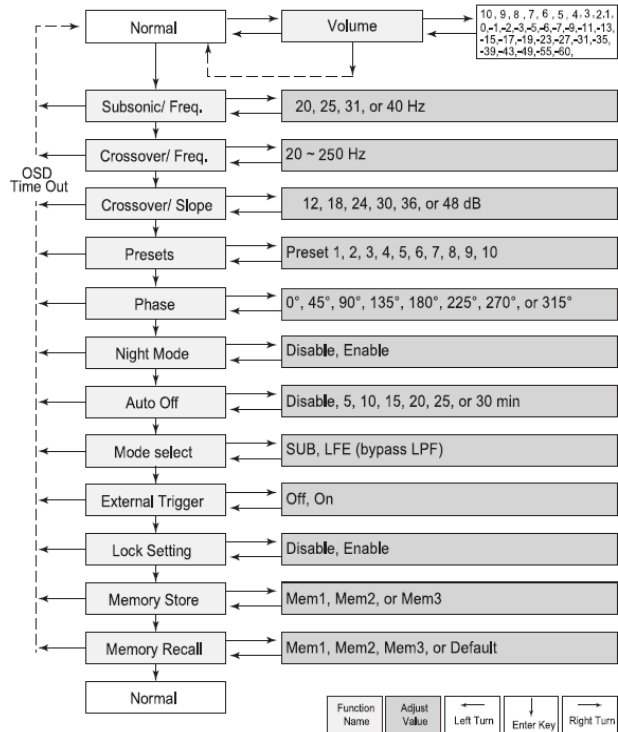 Normal
Volume
10, 9, 8, 7, 6, 5, 4, 3, 2,1,
0,-1,-2,-3,-5,-6,-7,-9,-11,-13,
-15,-17,-19,-23,-27,-31,-35,
-39,-43,-49,-55,-60,
Subsonic/ Freq.
20, 25, 31, or 40 Hz
Crossover/ Freq.
20 ~ 250 Hz
OSD
Time Out
Crossover/ Slope
12, 18, 24, 30, 36, or 48 dB
Presets
Preset 1, 2, 3, 4, 5, 6, 7, 8, 9, 10
Phase
0°, 45°, 90°, 135°, 180°, 225°, 270°, or 315°
Night Mode
Disable, Enable
Auto Off
Disable, 5, 10, 15, 20, 25, or 30 min
Mode select
SUB, LFE (bypass LPF)
External Trigger
Off, On
Lock Setting
Disable, Enable
Memory Store
Mem1, Mem2, or Mem3
Memory Recall
Mem1, Mem2, Mem3, or Default
Normal
Function
Name
Adjust
Value
Left Turn
Enter Key
Right Turn